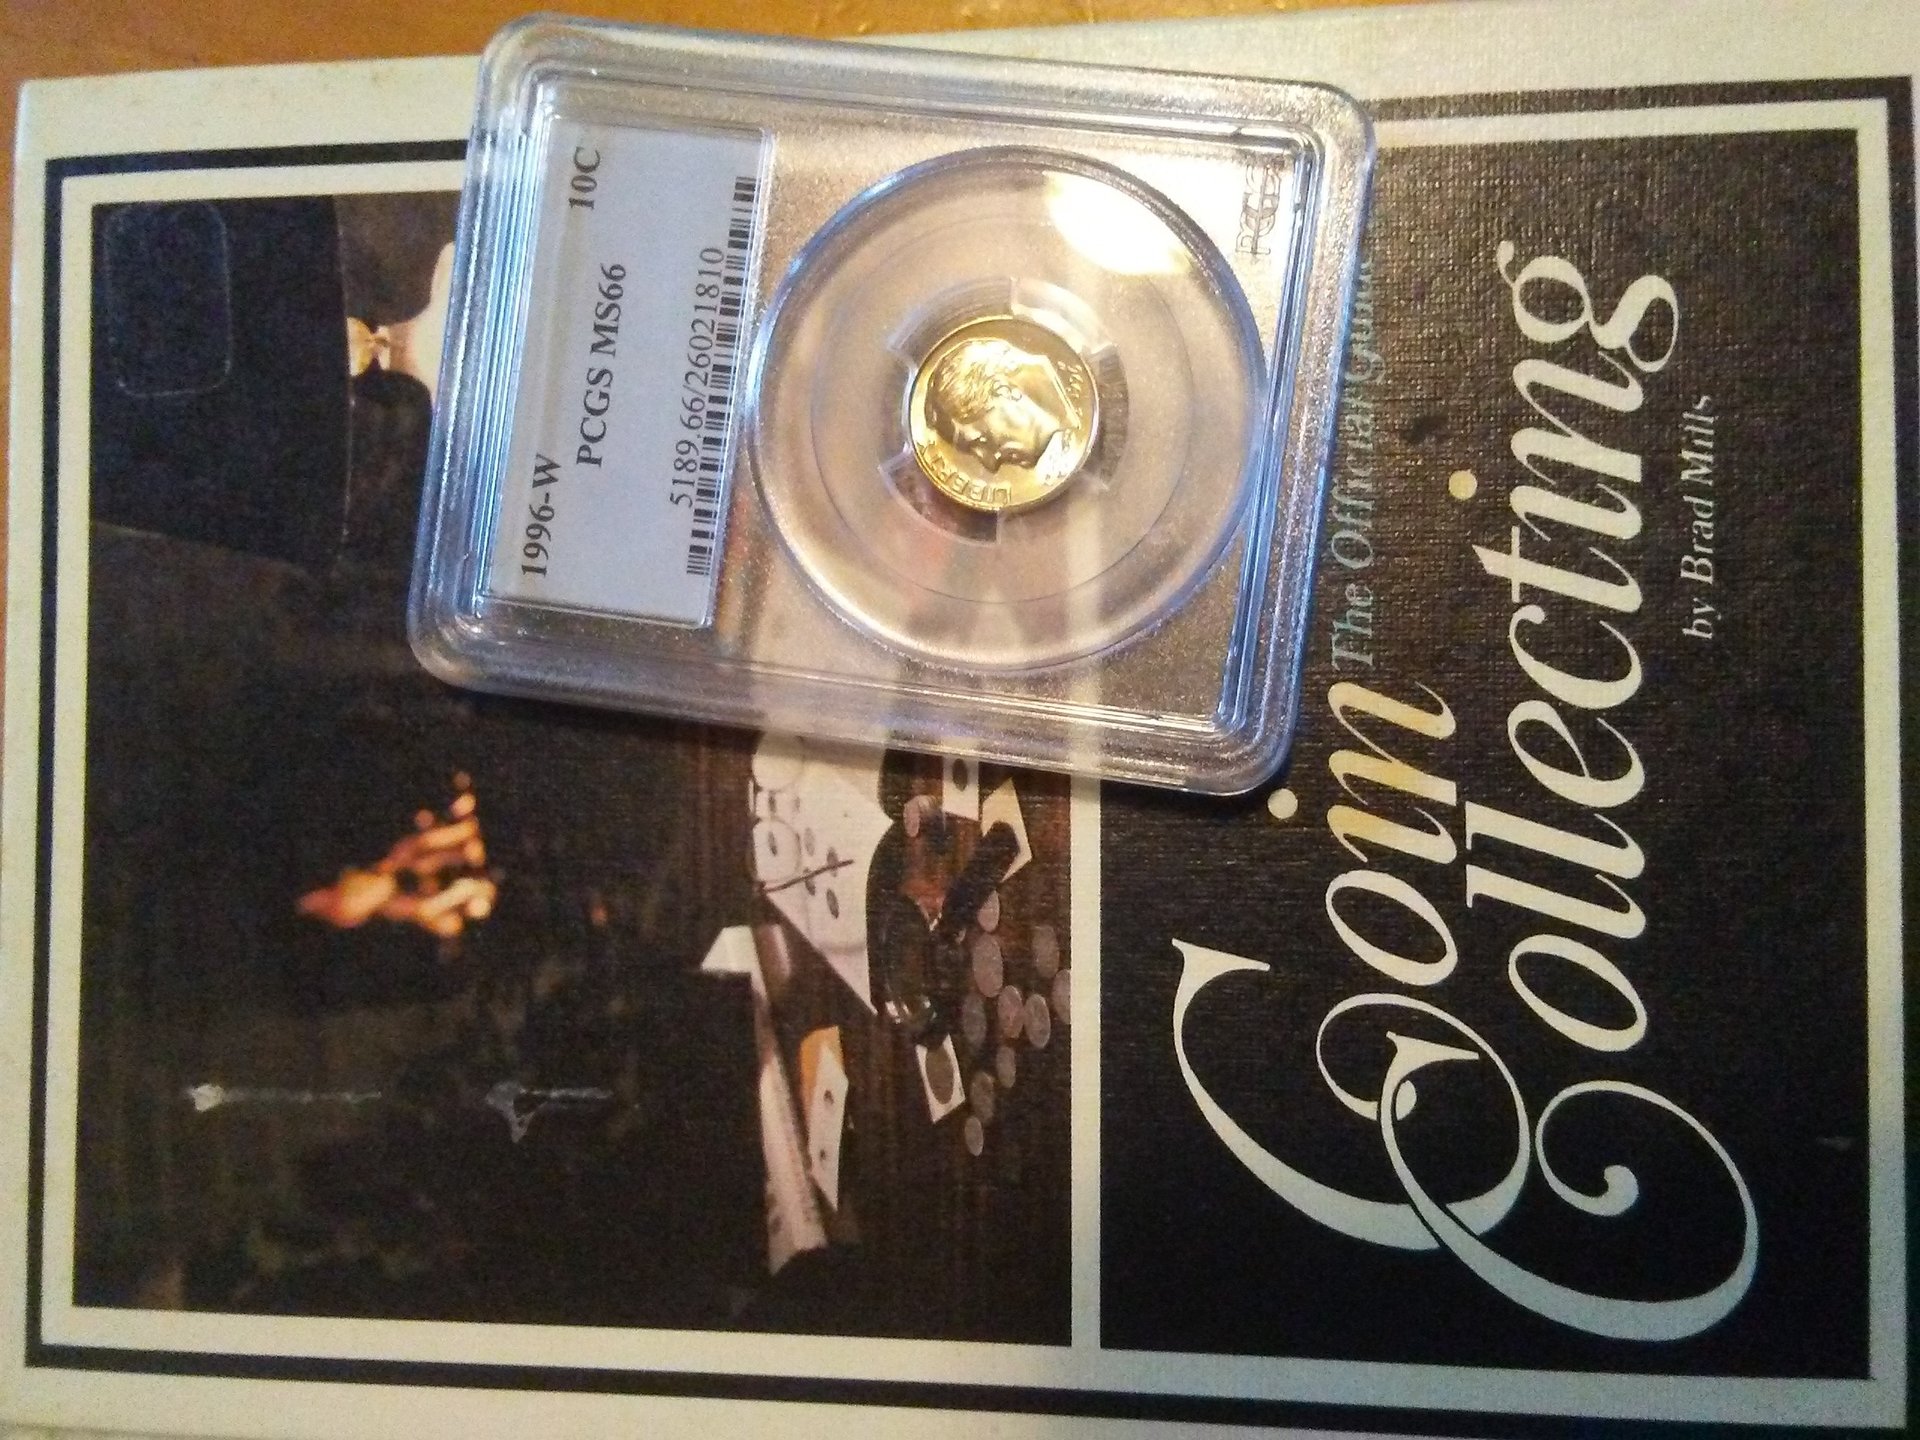 1996-W 10C
PCGS MS66
5189.66/26021810
PCGS
LIBERTY
The Official Guide
Coin
Collecting
by Brad Mills